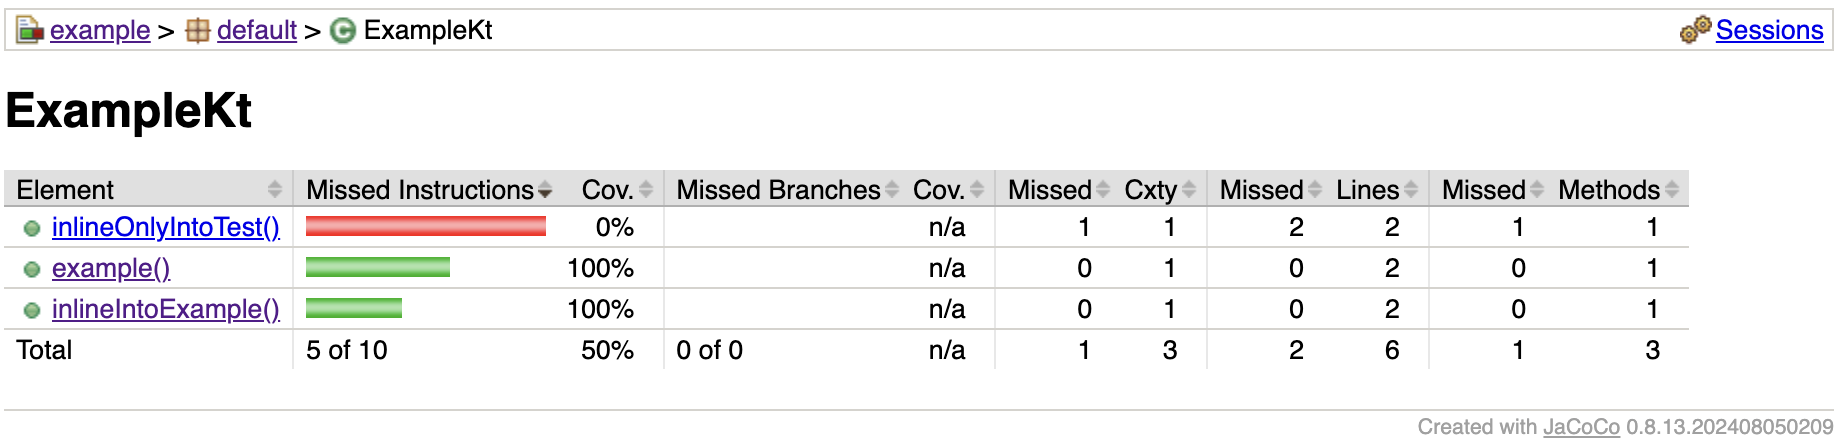 example > default > ExampleKt Sessions
ExampleKt
Element Missed Instructions Cov. Missed Branches Cov. Missed Cxty Missed Lines Missed Methods
inlineOnlyIntoTest() 0% n/a 1 1 2 2 1 1
example() 100% n/a 0 1 0 2 0 1
inlineIntoExample() 100% n/a 0 1 0 2 0 1
Total 5 of 10 50% 0 of 0 n/a 1 3 2 6 1 3
Created with JaCoCo 0.8.13.202408050209